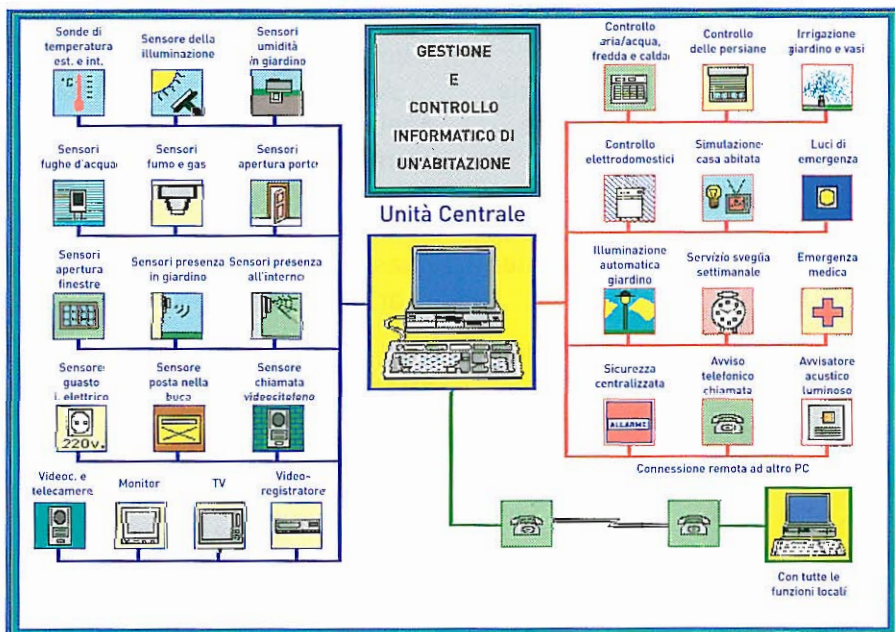 GESTIONE
E
CONTROLLO
INFORMATICO DI
UN'ABITAZIONE
Unità Centrale
Sonde di
temperatura
est. e int.
Sensore della
illuminazione
Sensori
umidità
in giardino
°C
Sensori
fughe d'acqua
Sensori
fumo e gas
Sensori
apertura porte
Sensori
apertura
finestre
Sensori presenza
in giardino
Sensori presenza
all'interno
Sensore
guasto
i. elettrico
220v.
Sensore
posta nella
buca
Sensore
chiamata
videocitofono
Videoc. e
telecamere
Monitor
TV
Video-
registratore
Controllo
aria/acqua,
fredda e calda
Controllo
delle persiane
Irrigazione
giardino e vasi
Controllo
elettrodomestici
Simulazione
casa abitata
Luci di
emergenza
Illuminazione
automatica
giardino
Servizio sveglia
settimanale
Emergenza
medica
Sicurezza
centralizzata
ALLARME
Avviso
telefonico
chiamata
Avvisatore
acustico
luminoso
Connessione remota ad altro PC
Con tutte le
funzioni locali